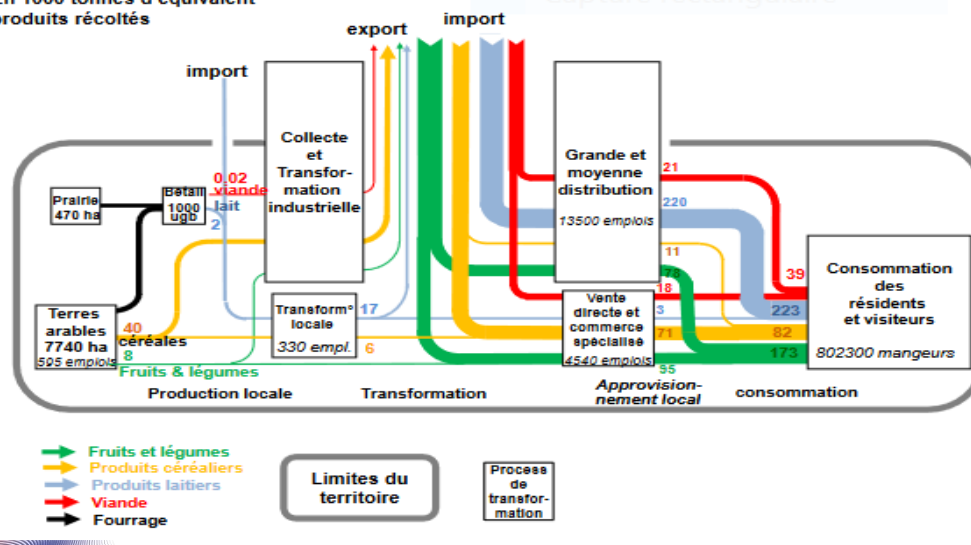 En 1000 tonnes d'équivalent
produits récoltés
export
import
import
Collecte
et
Transfor-
mation
industrielle
Grande et
moyenne
distribution
13500 emplois
Prairie
470 ha
Bétail
1000
ugb
0,02
viande
lait
2
21
220
11
78
18
3
71
95
Terres
arables
7740 ha
595 emplois
40
céréales
8
Fruits & légumes
Transform°
locale
330 empl.
17
6
Vente
directe et
commerce
spécialisé
4540 emplois
39
223
82
173
Consommation
des
résidents
et visiteurs
802300 mangeurs
Production locale
Transformation
Approvision-
nement local
consommation
Fruits et légumes
Produits céréaliers
Produits laitiers
Viande
Fourrage
Limites du
territoire
Process
de
transfor-
mation